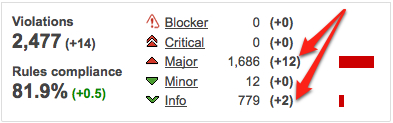 Violations
2,477 (+14)
Rules compliance
81.9% (+0.5)
Blocker 0 (+0)
Critical 0 (+0)
Major 1,686 (+12)
Minor 12 (+0)
Info 779 (+2)